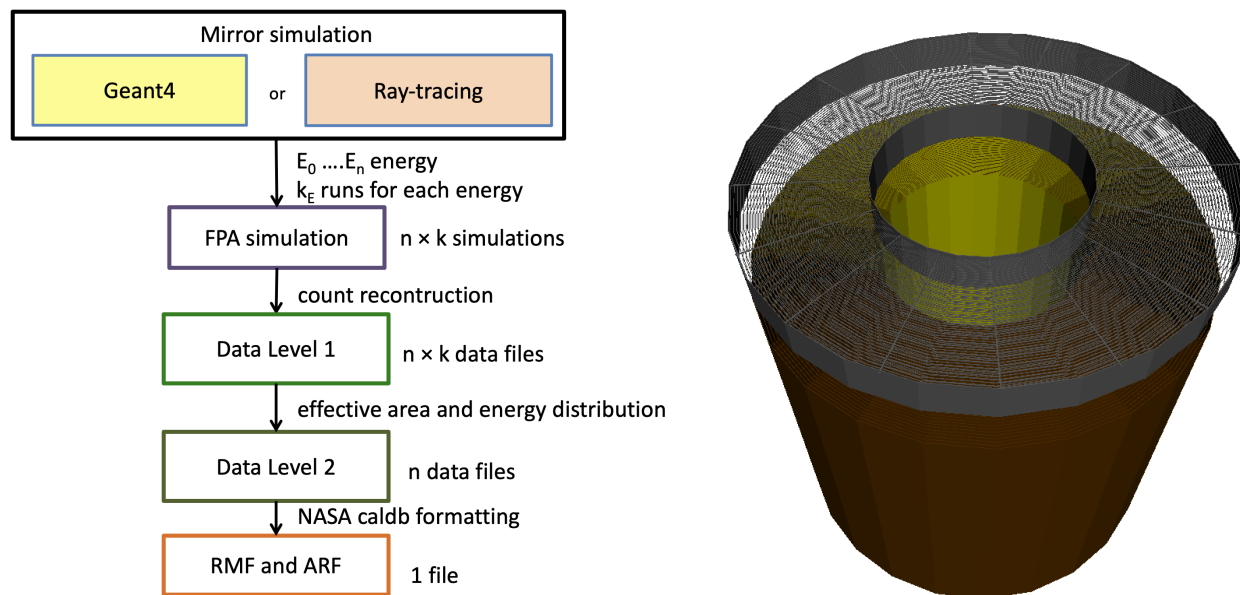 Mirror simulation
Geant4
or
Ray-tracing
E₀ ....Eₙ energy
k_E runs for each energy
FPA simulation
n × k simulations
count recontruction
Data Level 1
n × k data files
effective area and energy distribution
Data Level 2
n data files
NASA caldb formatting
RMF and ARF
1 file